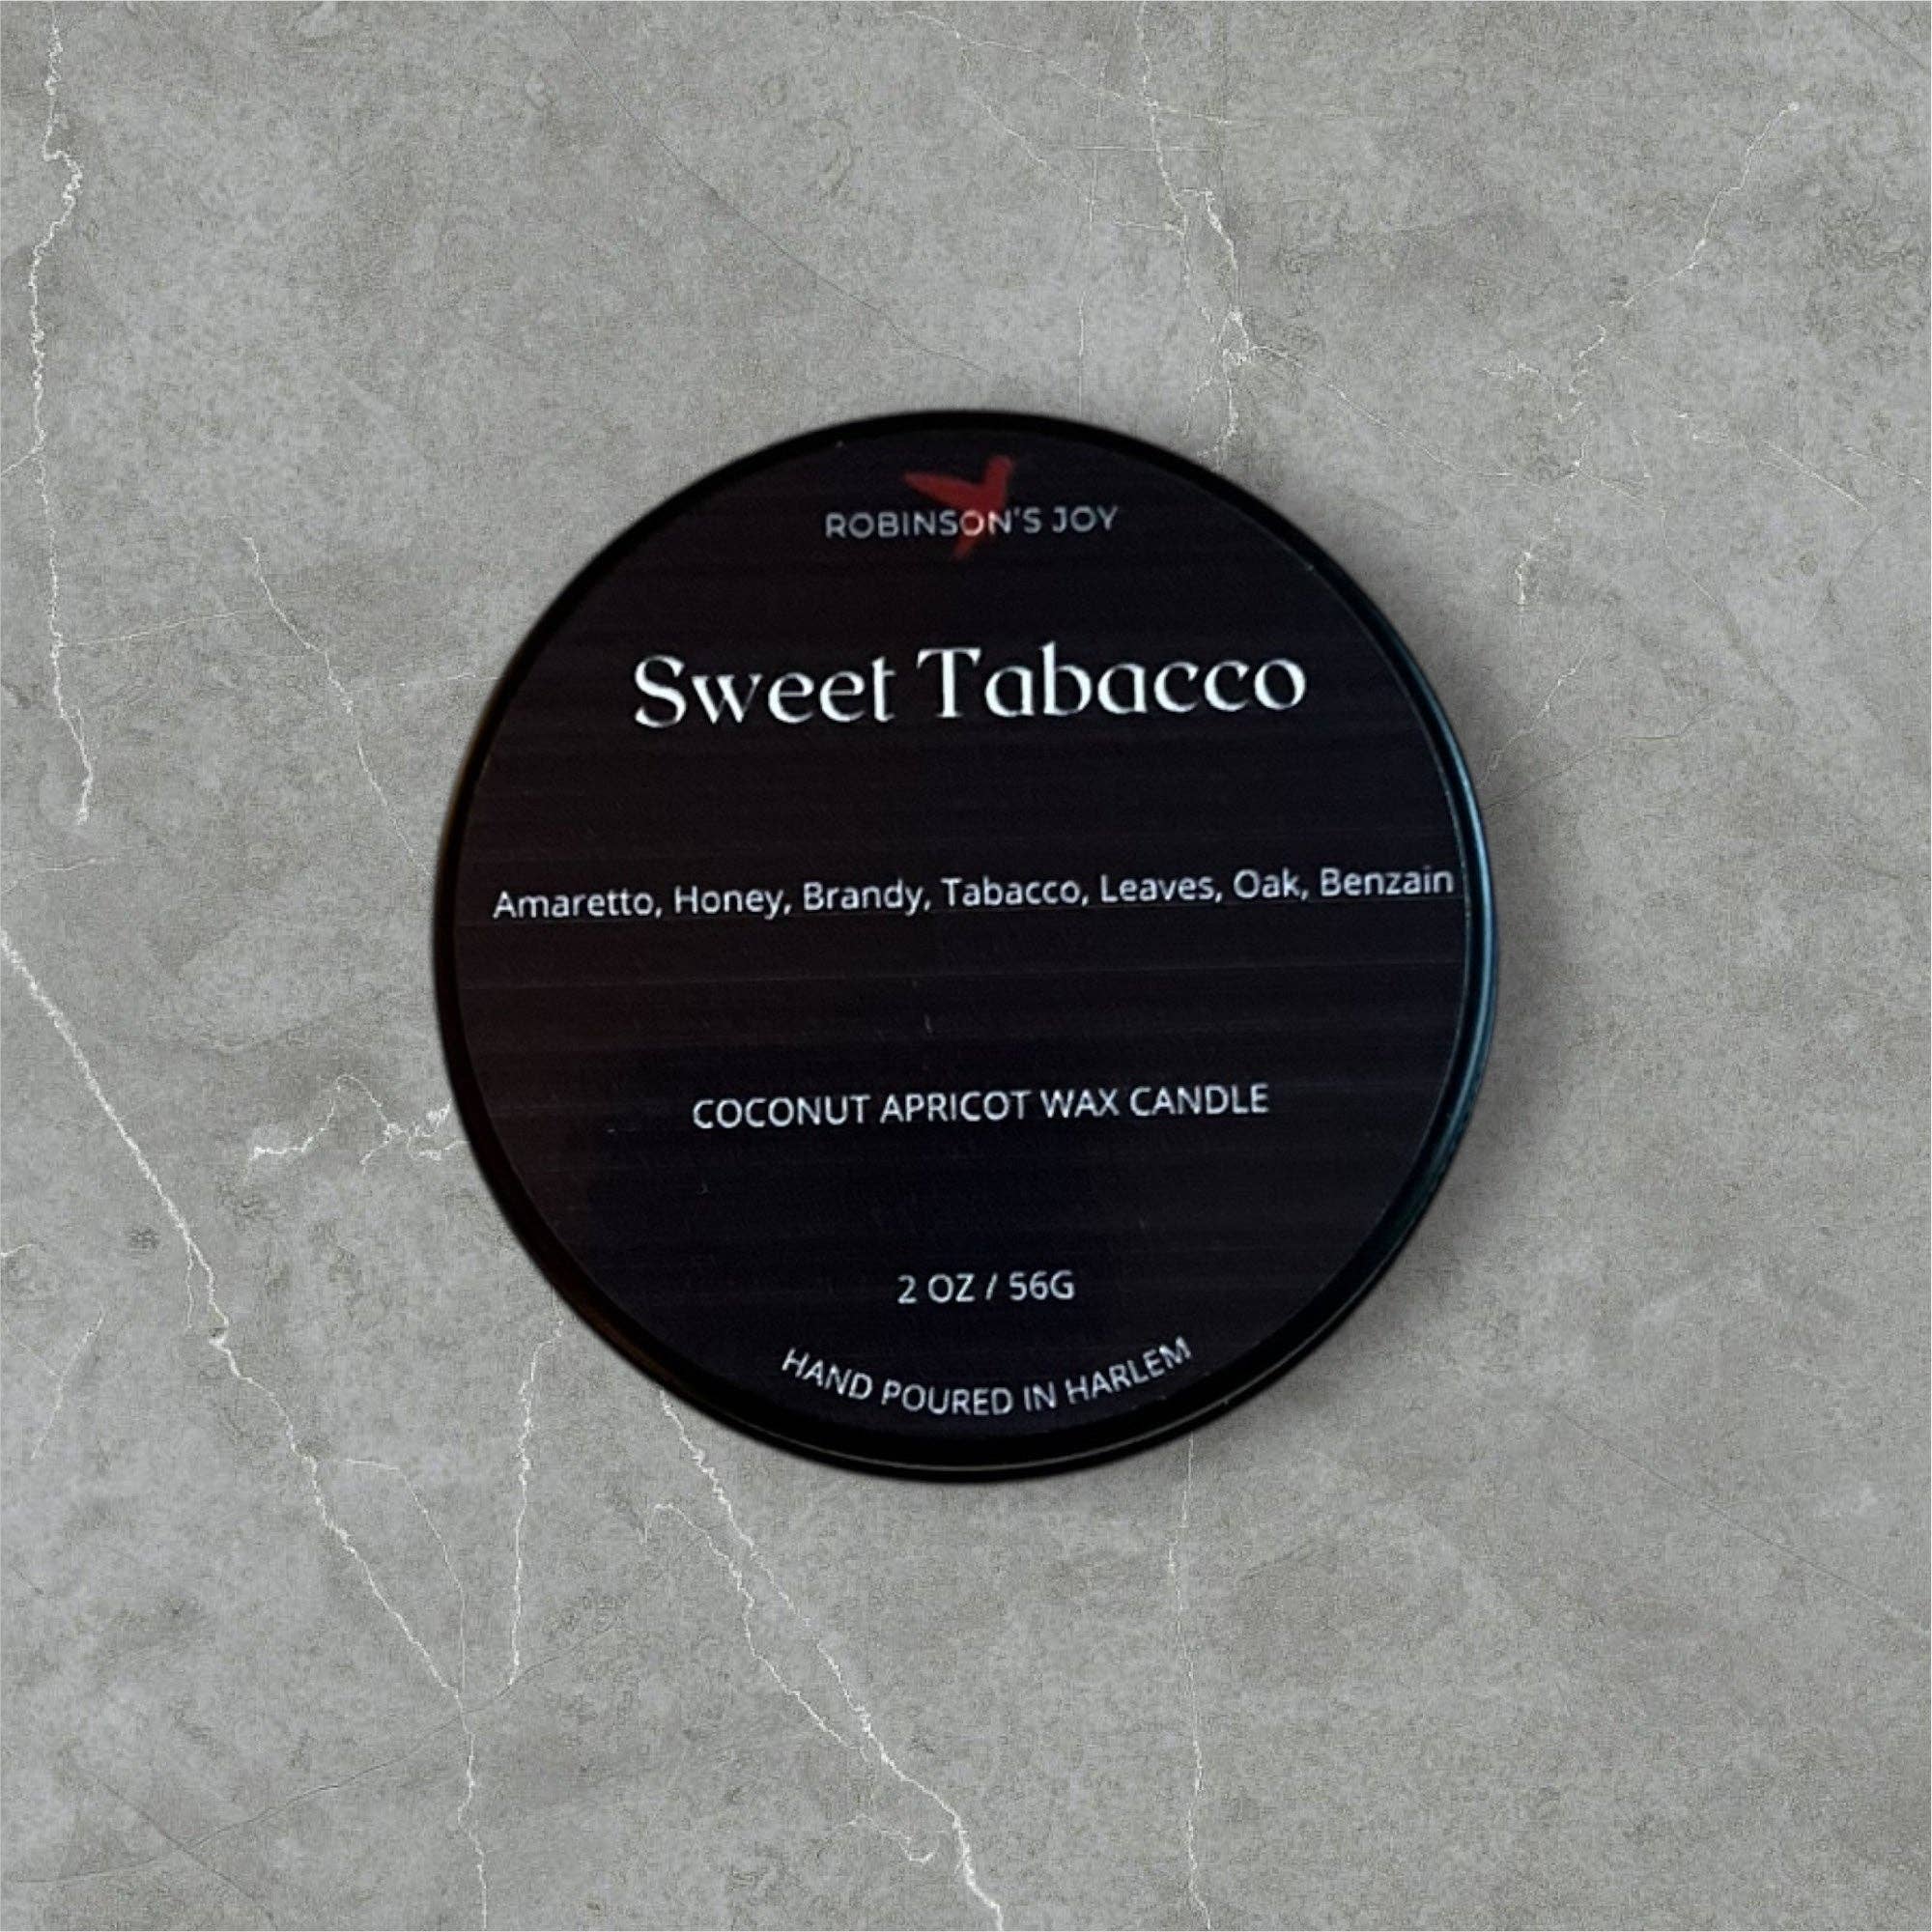 ROBINSON'S JOY
Sweet Tabacco
Amaretto, Honey, Brandy, Tabacco, Leaves, Oak, Benzain
COCONUT APRICOT WAX CANDLE
2 OZ / 56G
HAND POURED IN HARLEM